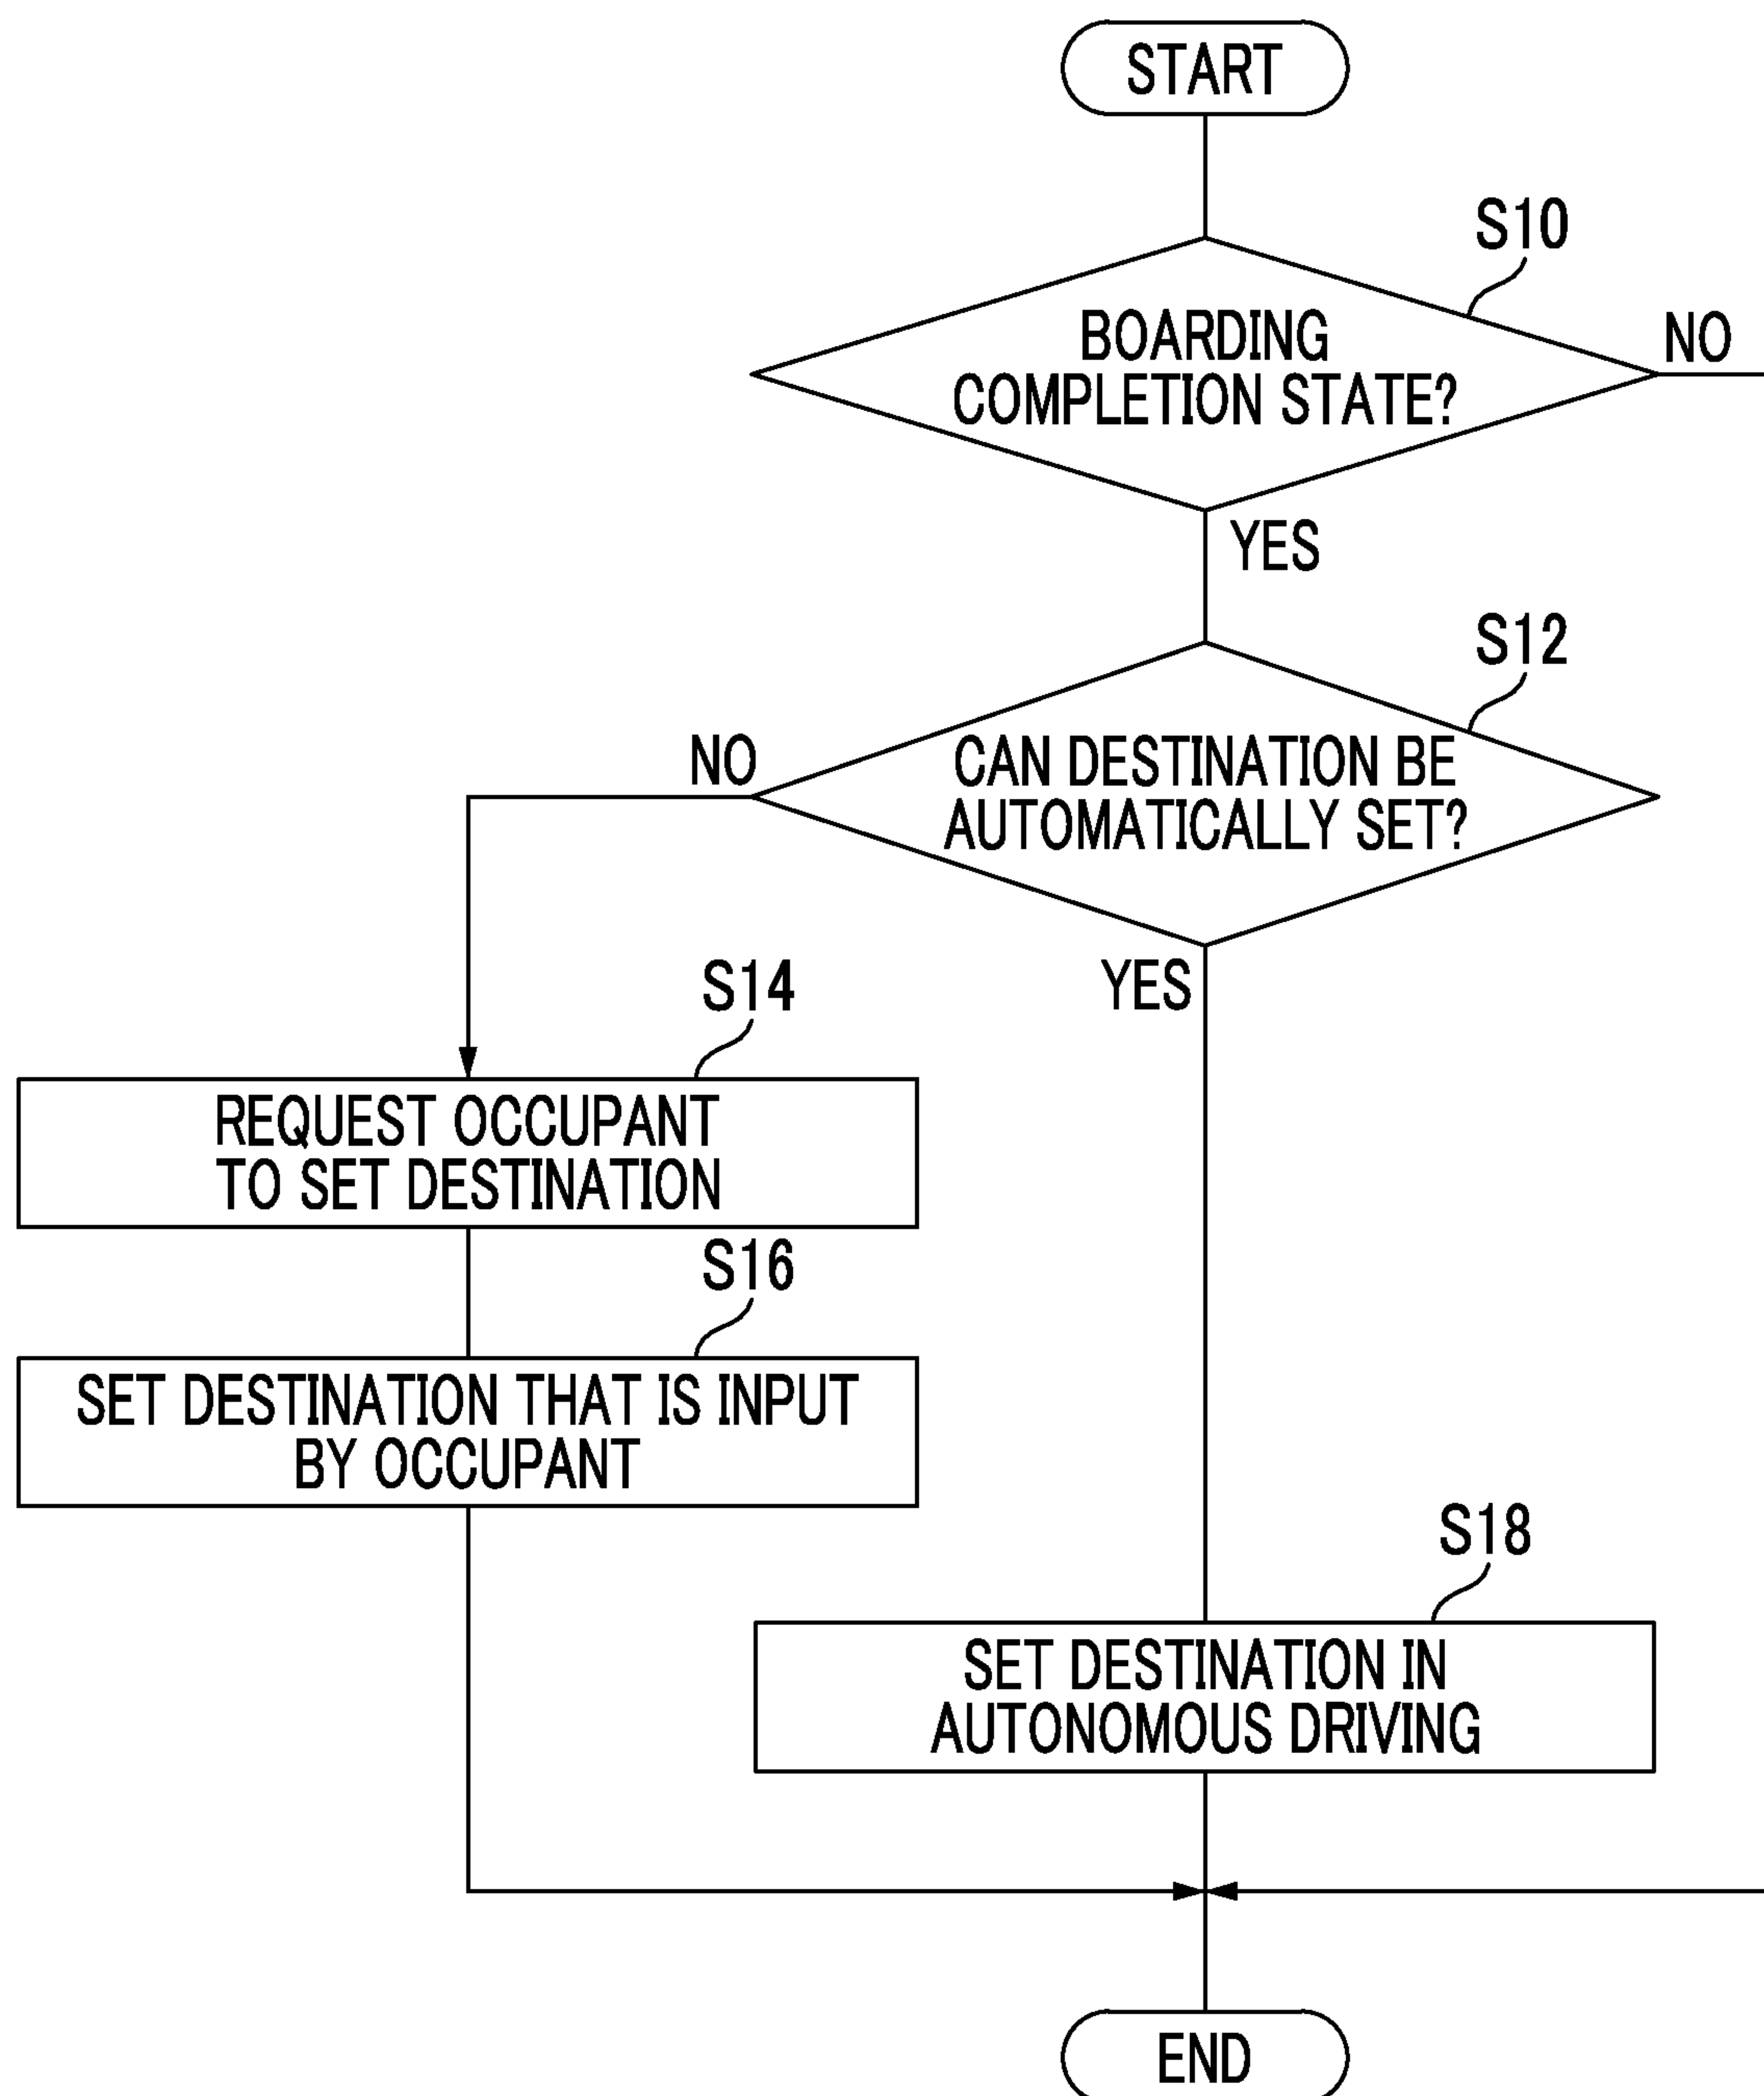 START
S10
BOARDING
COMPLETION STATE?
NO
YES
S12
CAN DESTINATION BE
AUTOMATICALLY SET?
NO
YES
S14
REQUEST OCCUPANT
TO SET DESTINATION
S16
SET DESTINATION THAT IS INPUT
BY OCCUPANT
S18
SET DESTINATION IN
AUTONOMOUS DRIVING
END